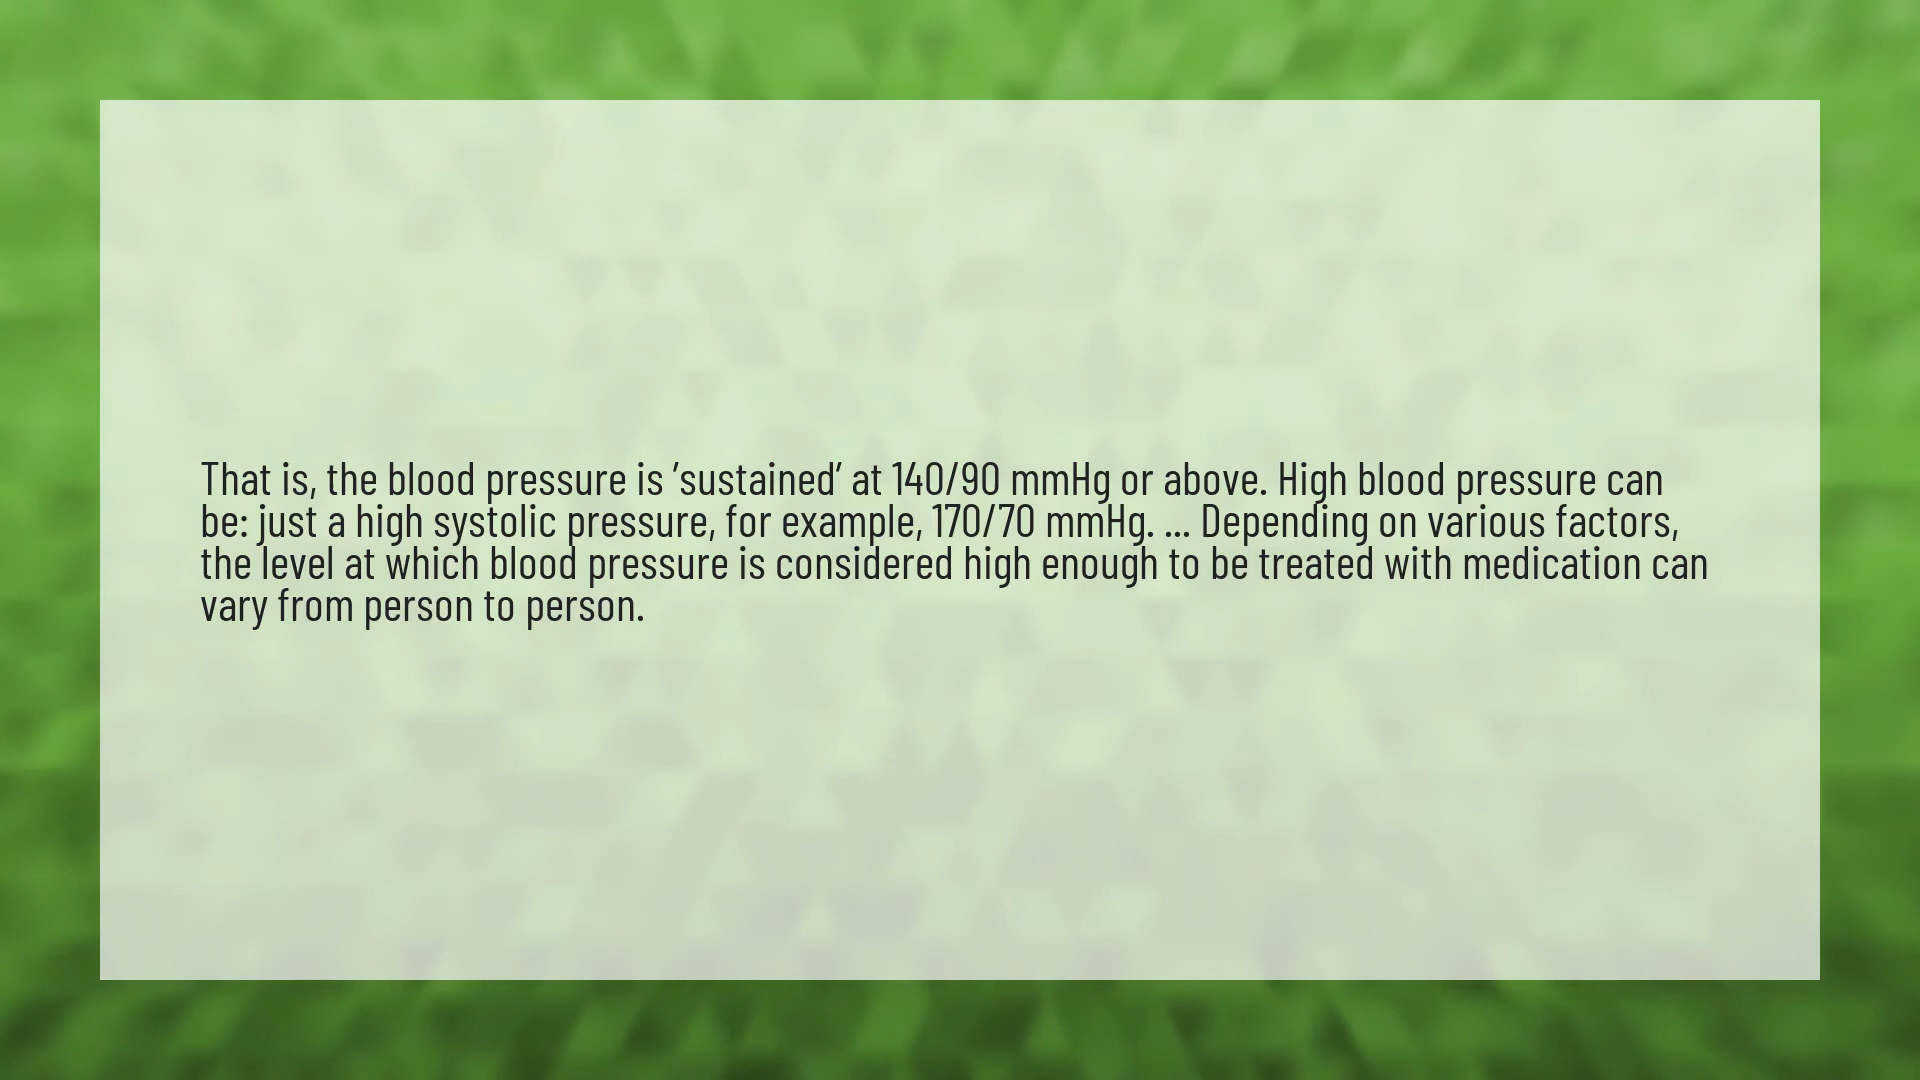 That is, the blood pressure is 'sustained' at 140/90 mmHg or above. High blood pressure can
be: just a high systolic pressure, for example, 170/70 mmHg. ... Depending on various factors,
the level at which blood pressure is considered high enough to be treated with medication can
vary from person to person.